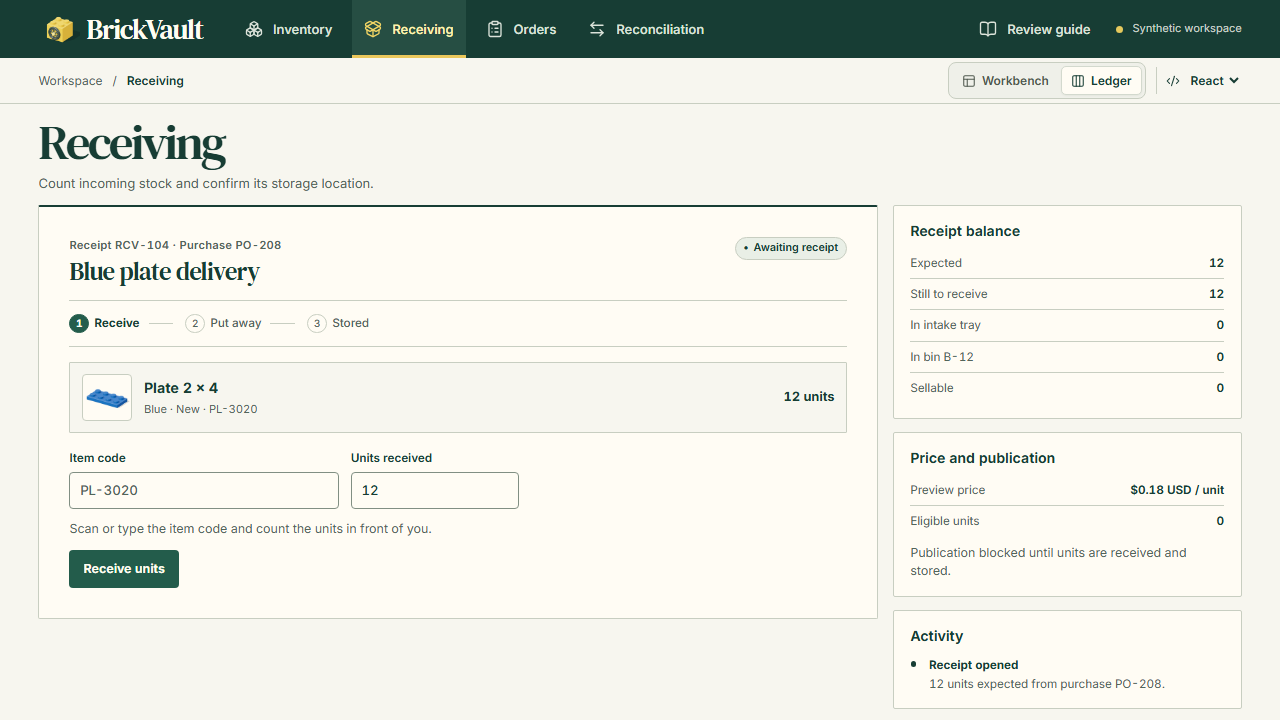 BrickVault
Inventory
Receiving
Orders
Reconciliation
Review guide
Synthetic workspace
Workspace / Receiving
Workbench
Ledger
React
Receiving
Count incoming stock and confirm its storage location.
Receipt RCV-104 · Purchase PO-208
Blue plate delivery
• Awaiting receipt
1 Receive
2 Put away
3 Stored
Plate 2 × 4
Blue · New · PL-3020
12 units
Item code
PL-3020
Units received
12
Scan or type the item code and count the units in front of you.
Receive units
Receipt balance
Expected 12
Still to receive 12
In intake tray 0
In bin B-12 0
Sellable 0
Price and publication
Preview price $0.18 USD / unit
Eligible units 0
Publication blocked until units are received and
stored.
Activity
Receipt opened
12 units expected from purchase PO-208.